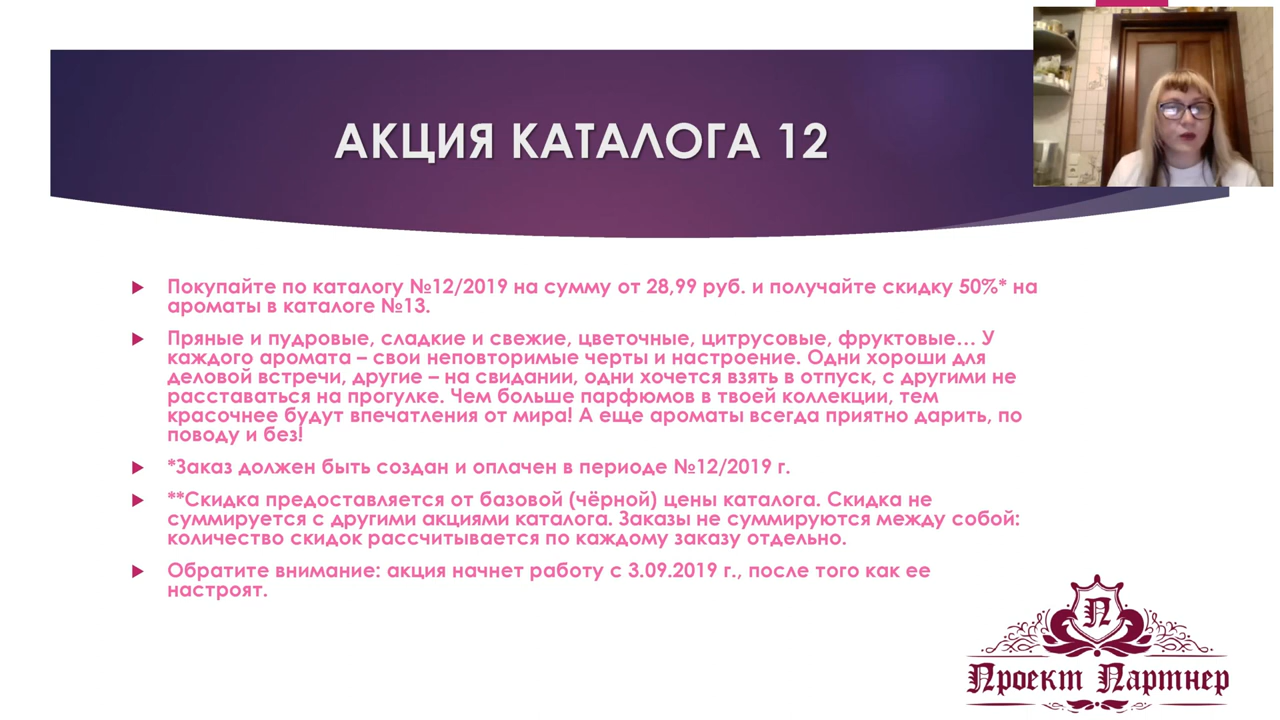 АКЦИЯ КАТАЛОГА 12
Покупайте по каталогу №12/2019 на сумму от 28,99 руб. и получайте скидку 50%* на
ароматы в каталоге №13.
Пряные и пудровые, сладкие и свежие, цветочные, цитрусовые, фруктовые... У
каждого аромата – свои неповторимые черты и настроение. Одни хороши для
деловой встречи, другие – на свидании, одни хочется взять в отпуск, с другими не
расставаться на прогулке. Чем больше парфюмов в твоей коллекции, тем
красочнее будут впечатления от мира! А еще ароматы всегда приятно дарить, по
поводу и без!
*Заказ должен быть создан и оплачен в периоде №12/2019 г.
**Скидка предоставляется от базовой (чёрной) цены каталога. Скидка не
суммируется с другими акциями каталога. Заказы не суммируются между собой:
количество скидок рассчитывается по каждому заказу отдельно.
Обратите внимание: акция начнет работу с 3.09.2019 г., после того как ее
настроят.
П
Проект Партнер